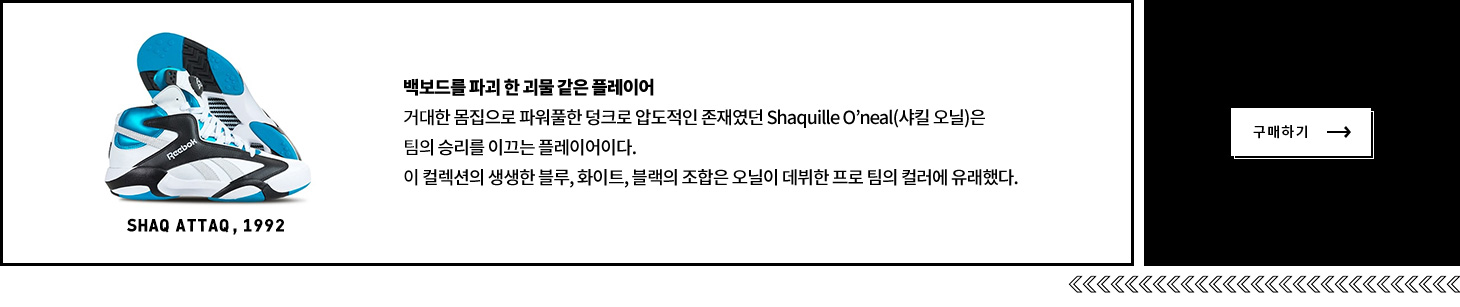 백보드를 파괴 한 괴물 같은 플레이어
거대한 몸집으로 파워풀한 덩크로 압도적인 존재였던 Shaquille O’neal(샤킬 오닐)은
팀의 승리를 이끄는 플레이어이다.
이 컬렉션의 생생한 블루, 화이트, 블랙의 조합은 오닐이 데뷔한 프로 팀의 컬러에 유래했다.
Reebok
SHAQ ATTAQ, 1992
구매하기